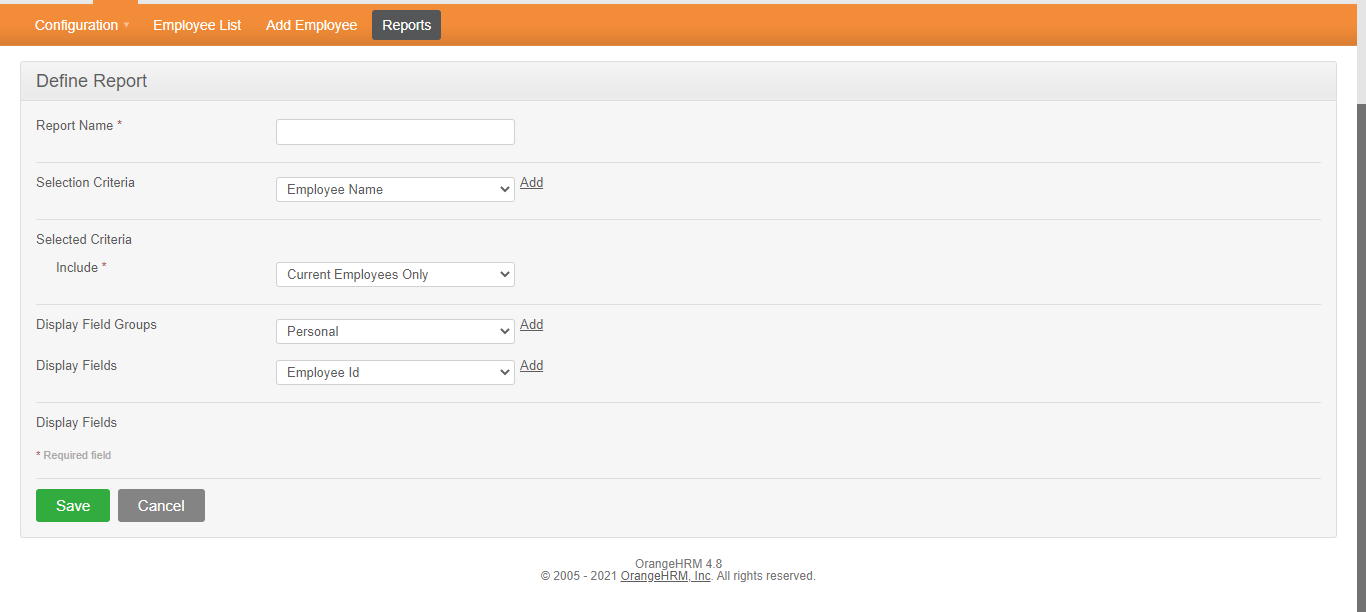 Configuration Employee List Add Employee Reports
Define Report
Report Name *
Selection Criteria Employee Name Add
Selected Criteria
Include * Current Employees Only
Display Field Groups Personal Add
Display Fields Employee Id Add
Display Fields
* Required field
Save Cancel
OrangeHRM 4.8
© 2005 - 2021 OrangeHRM, Inc. All rights reserved.